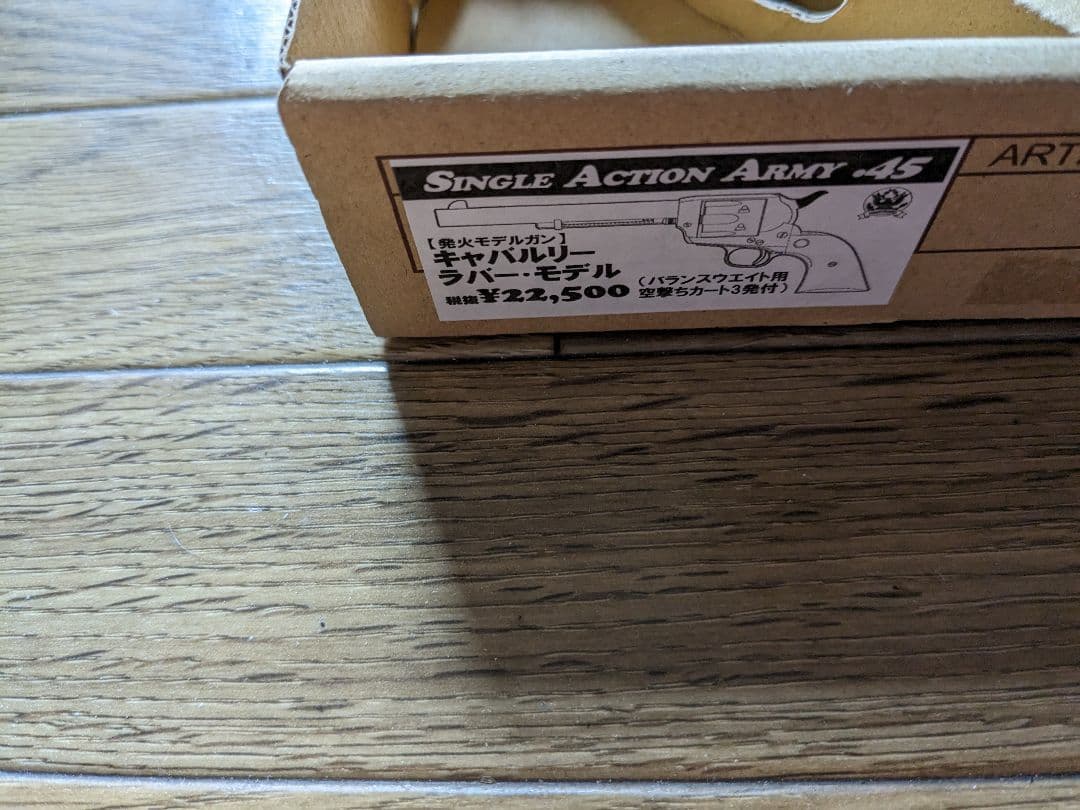 SINGLE ACTION ARMY .45
ART
【発火モデルガン】
キャバルリー
ラバー・モデル
税抜¥22,500
(バランスウエイト用
空撃ちカート3発付)